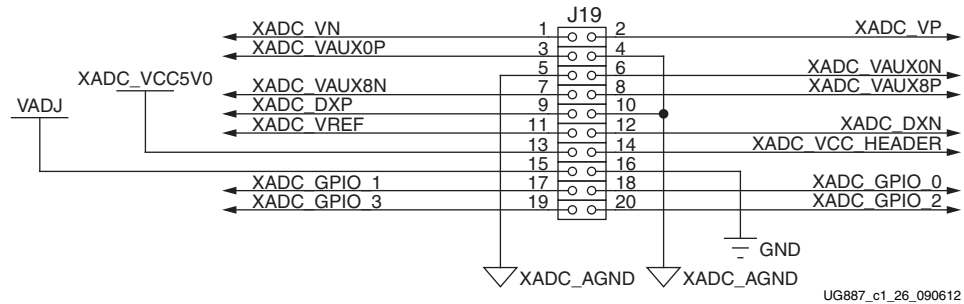 J19
XADC_VN 1 2 XADC_VP
XADC_VAUX0P 3 4
5 6 XADC_VAUX0N
XADC_VCC5V0
XADC_VAUX8N 7 8 XADC_VAUX8P
VADJ
XADC_DXP 9 10
XADC_VREF 11 12 XADC_DXN
13 14 XADC_VCC_HEADER
15 16
XADC_GPIO_1 17 18 XADC_GPIO_0
XADC_GPIO_3 19 20 XADC_GPIO_2
GND
XADC_AGND XADC_AGND
UG887_c1_26_090612